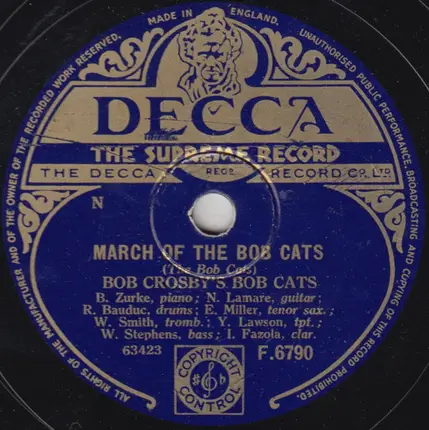 MADE IN ENGLAND.
ALL RIGHTS OF THE MANUFACTURER AND OF THE OWNER OF THE RECORDED WORK RESERVED.
UNAUTHORISED PUBLIC PERFORMANCE, BROADCASTING AND COPYING OF THIS RECORD PROHIBITED.
DECCA
THE SUPREME RECORD
THE DECCA REGD RECORD CO., LTD
N
MARCH OF THE BOB CATS
(The Bob Cats)
BOB CROSBY'S BOB CATS
B. Zurke, piano; N. Lamare, guitar;
R. Bauduc, drums; E. Miller, tenor sax.;
W. Smith, tromb.; Y. Lawson, tpt.;
W. Stephens, bass; I. Fazola, clar.
63423 F.6790
COPYRIGHT
CONTROL